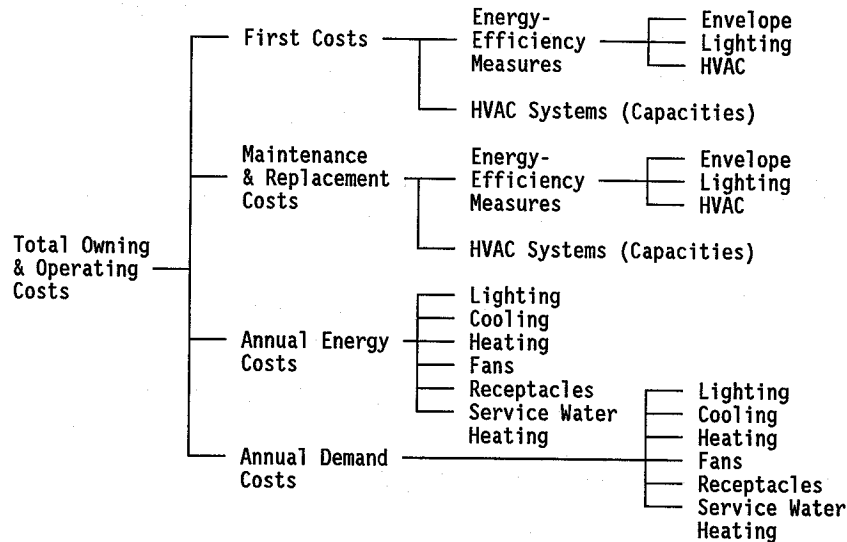 First Costs
Energy-
Efficiency
Measures
Envelope
Lighting
HVAC
HVAC Systems (Capacities)
Maintenance
& Replacement
Costs
Energy-
Efficiency
Measures
Envelope
Lighting
HVAC
HVAC Systems (Capacities)
Total Owning
& Operating
Costs
Annual Energy
Costs
Lighting
Cooling
Heating
Fans
Receptacles
Service Water
Heating
Annual Demand
Costs
Lighting
Cooling
Heating
Fans
Receptacles
Service Water
Heating